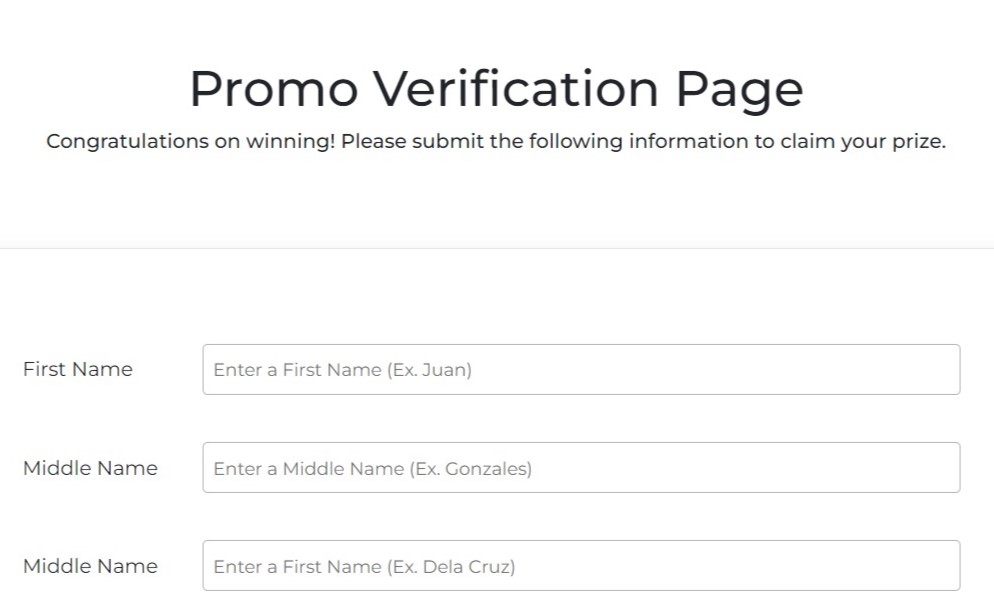 Promo Verification Page
Congratulations on winning! Please submit the following information to claim your prize.
First Name
Enter a First Name (Ex. Juan)
Middle Name
Enter a Middle Name (Ex. Gonzales)
Middle Name
Enter a First Name (Ex. Dela Cruz)